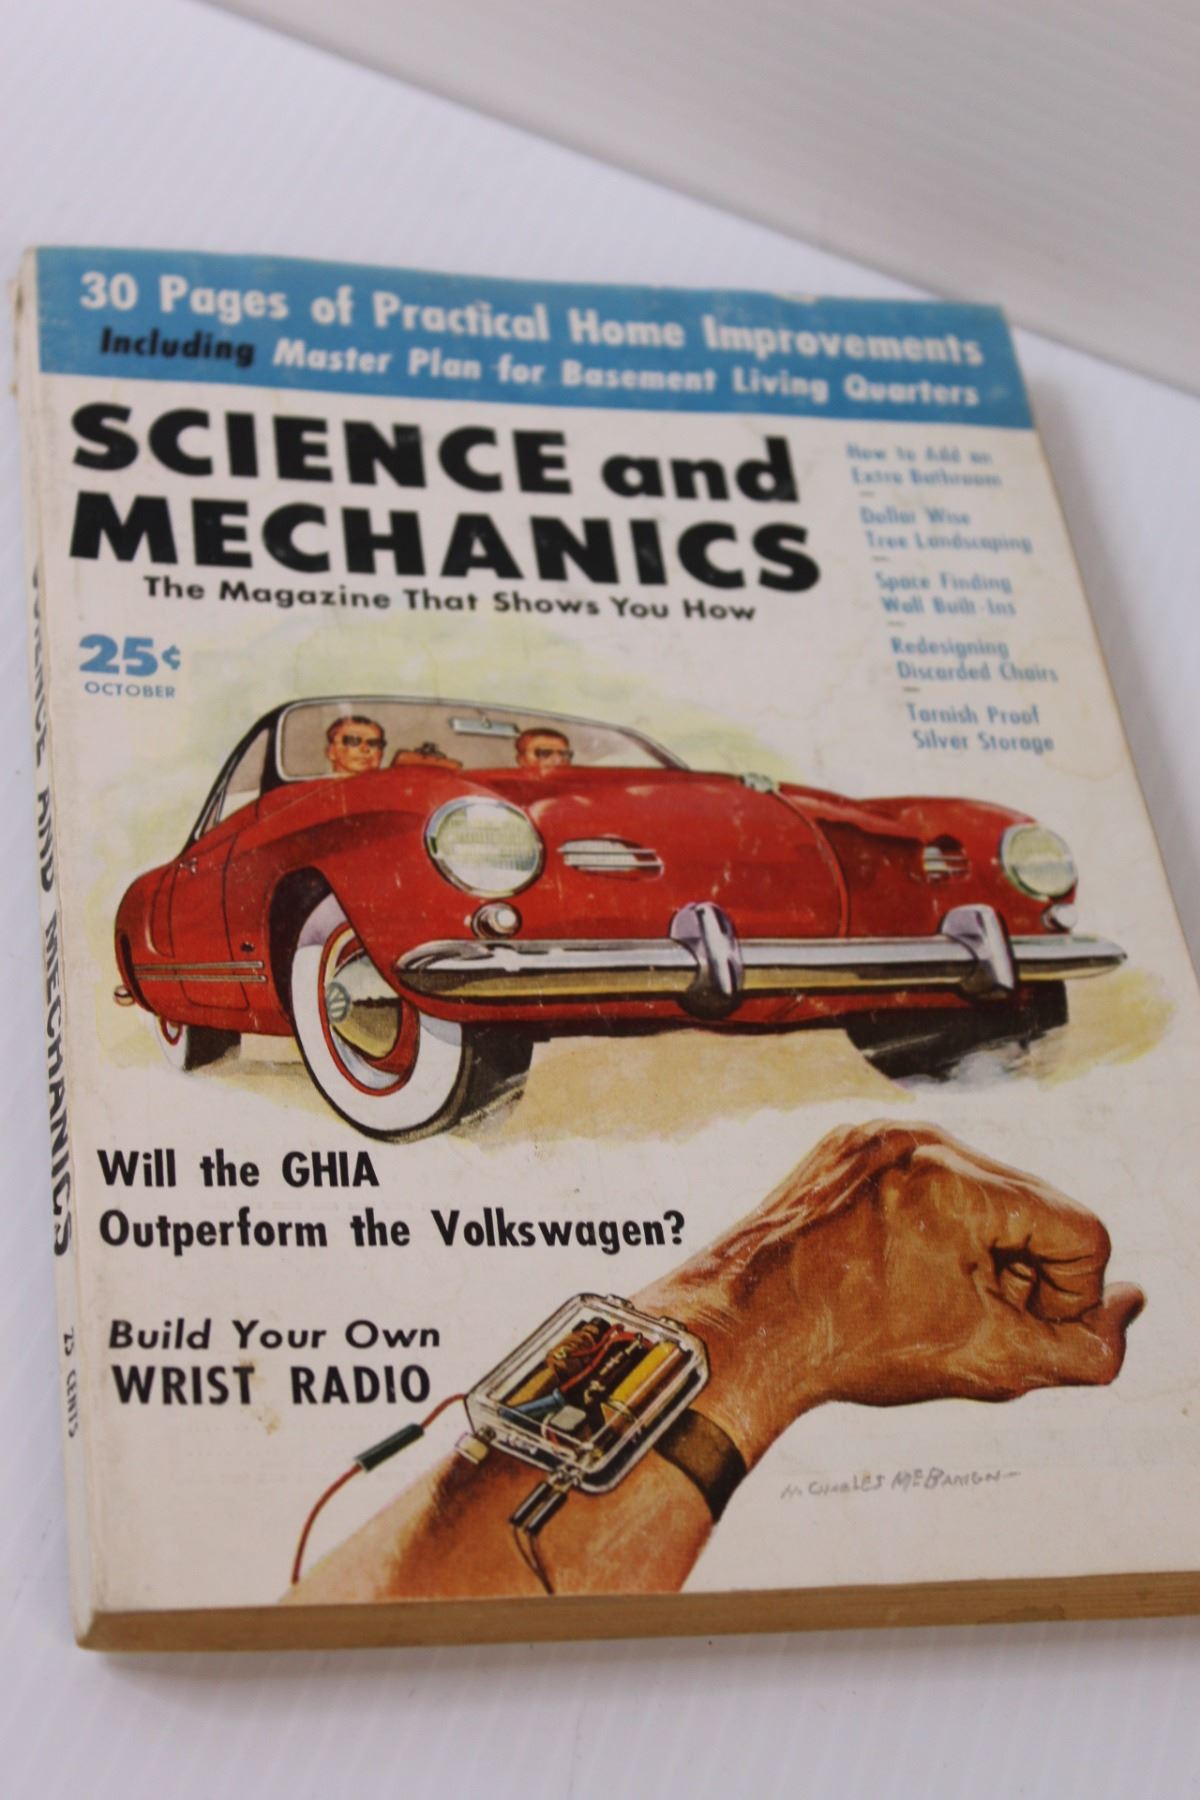 30 Pages of Practical Home Improvements
Including Master Plan for Basement Living Quarters
SCIENCE and
MECHANICS
The Magazine That Shows You How
25¢
OCTOBER
How to Add an
Extra Bathroom
Dollar Wise
Tree Landscaping
Space Finding
Wall Built-Ins
Redesigning
Discarded Chairs
Tarnish Proof
Silver Storage
Will the GHIA
Outperform the Volkswagen?
Build Your Own
WRIST RADIO
CHARLES
SCIENCE AND MECHANICS
25 CENTS